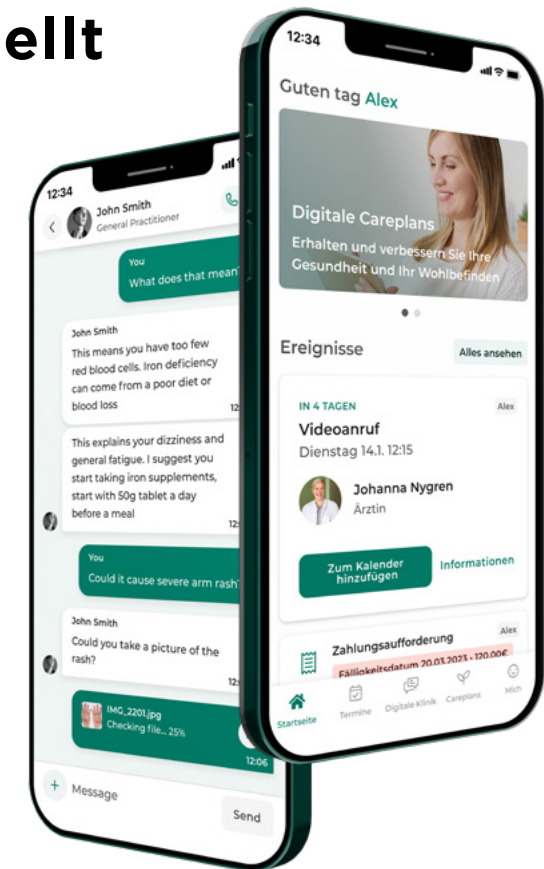 ellt
12:34
John Smith
General Practitioner
You
What does that mean?
John Smith
This means you have too few
red blood cells. Iron deficiency
can come from a poor diet or
blood loss
This explains your dizziness and
general fatigue. I suggest you
start taking iron supplements,
start with 50g tablet a day
before a meal
You
Could it cause severe arm rash?
John Smith
Could you take a picture of the
rash?
IMG_2201.jpg
Checking file... 25%
12:06
+ Message
Send
12:34
Guten tag Alex
Digitale Careplans
Erhalten und verbessern Sie Ihre
Gesundheit und Ihr Wohlbefinden
Ereignisse
Alles ansehen
IN 4 TAGEN
Alex
Videoanruf
Dienstag 14.1. 12:15
Johanna Nygren
Ärztin
Zum Kalender
hinzufügen
Informationen
Zahlungsaufforderung
Alex
Fälligkeitsdatum 20.03.2023 - 120.00€
Startseite
Termine
Digitale Klinik
Careplans
Mich